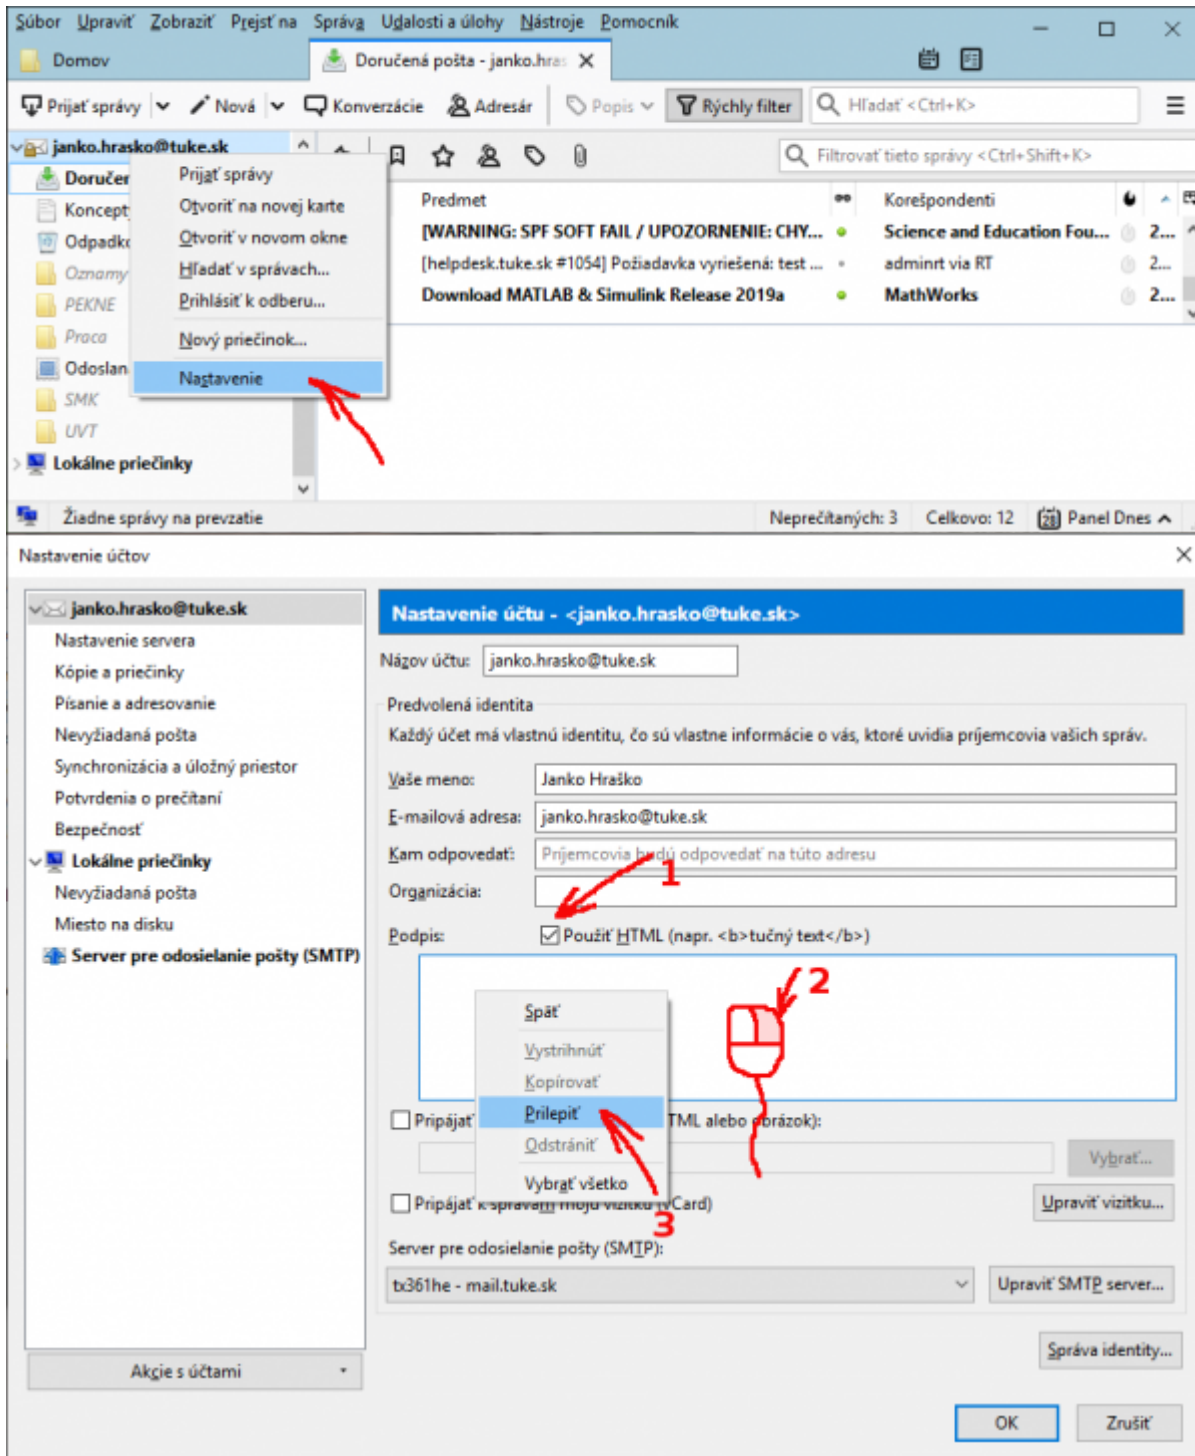 Súbor Upraviť Zobraziť Prejsť na Správa Udalosti a úlohy Nástroje Pomocník
Domov
Doručená pošta - janko.hras
Prijať správy Nová Konverzácie Adresár Popis Rýchly filter Hľadať <Ctrl+K>
janko.hrasko@tuke.sk
Filtrovať tieto správy <Ctrl+Shift+K>
Doručen
Koncept
Odpadko
Oznamy
PEKNE
Praca
Odoslan
SMK
UVT
Lokálne priečinky
Prijať správy
Otvoriť na novej karte
Otvoriť v novom okne
Hľadať v správach...
Prihlásiť k odberu...
Nový priečinok...
Nastavenie
Predmet Korešpondenti
[WARNING: SPF SOFT FAIL / UPOZORNENIE: CHY... Science and Education Fou... 2...
[helpdesk.tuke.sk #1054] Požiadavka vyriešená: test ... adminrt via RT 2...
Download MATLAB & Simulink Release 2019a MathWorks 2...
Žiadne správy na prevzatie Neprečítaných: 3 Celkovo: 12 28 Panel Dnes
Nastavenie účtov
janko.hrasko@tuke.sk
Nastavenie servera
Kópie a priečinky
Písanie a adresovanie
Nevyžiadaná pošta
Synchronizácia a úložný priestor
Potvrdenia o prečítaní
Bezpečnosť
Lokálne priečinky
Nevyžiadaná pošta
Miesto na disku
Server pre odosielanie pošty (SMTP)
Akcie s účtami
Nastavenie účtu - <janko.hrasko@tuke.sk>
Názov účtu: janko.hrasko@tuke.sk
Predvolená identita
Každý účet má vlastnú identitu, čo sú vlastne informácie o vás, ktoré uvidia príjemcovia vašich správ.
Vaše meno: Janko Hraško
E-mailová adresa: janko.hrasko@tuke.sk
Kam odpovedať: Príjemcovia budú odpovedať na túto adresu
1
Organizácia:
Podpis: Použiť HTML (napr. <b>tučný text</b>)
2
Späť
Vystrihnúť
Kopírovať
Prilepiť
Odstrániť
Vybrať všetko
Pripájať TML alebo obrázok):
Vybrať...
Pripájať k správam moju vizitku (vCard) Upraviť vizitku...
3
Server pre odosielanie pošty (SMTP):
tx361he - mail.tuke.sk Upraviť SMTP server...
Správa identity...
OK Zrušiť